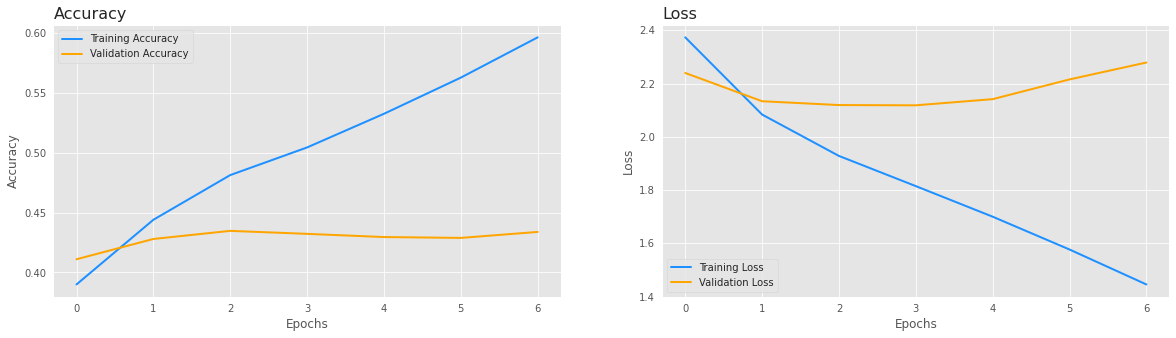 Accuracy
Training Accuracy
Validation Accuracy
0.60
0.55
0.50
0.45
0.40
Accuracy
0 1 2 3 4 5 6
Epochs
Loss
2.4
2.2
2.0
1.8
1.6
1.4
Loss
Training Loss
Validation Loss
0 1 2 3 4 5 6
Epochs